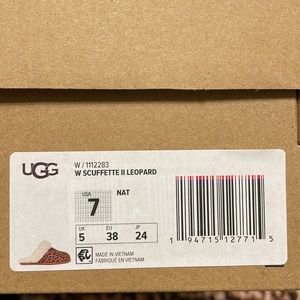 UGG
W / 1112283
W SCUFFETTE II LEOPARD
USA
7
NAT
UK
5
EU
38
JP
24
MADE IN VIETNAM
FABRIQUÉ EN VIETNAM
1 94715 12771 5